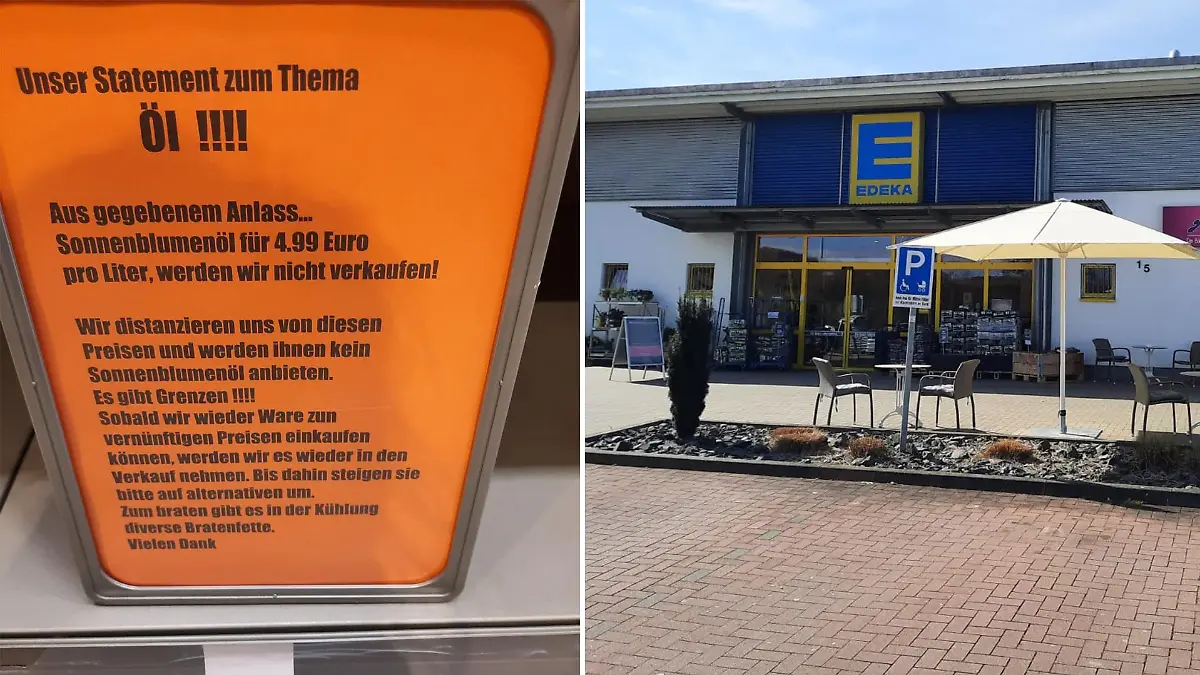 Unser Statement zum Thema
Öl !!!!
Aus gegebenem Anlass...
Sonnenblumenöl für 4.99 Euro
pro Liter, werden wir nicht verkaufen!
Wir distanzieren uns von diesen
Preisen und werden ihnen kein
Sonnenblumenöl anbieten.
Es gibt Grenzen !!!!
Sobald wir wieder Ware zum
vernünftigen Preisen einkaufen
können, werden wir es wieder in den
Verkauf nehmen. Bis dahin steigen sie
bitte auf alternativen um.
Zum braten gibt es in der Kühlung
diverse Bratenfette.
Vielen Dank
E
EDEKA
P
15